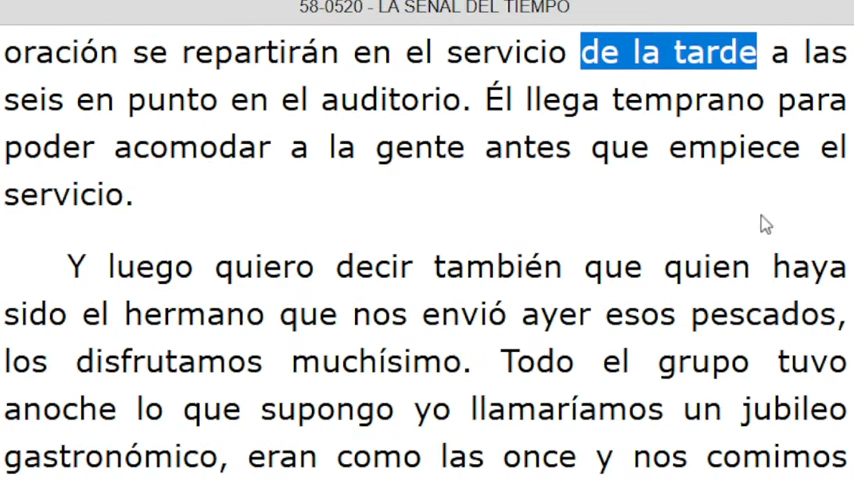 58-0520 - LA SEÑAL DEL TIEMPO
oración se repartirán en el servicio de la tarde a las
seis en punto en el auditorio. Él llega temprano para
poder acomodar a la gente antes que empiece el
servicio.
Y luego quiero decir también que quien haya
sido el hermano que nos envió ayer esos pescados,
los disfrutamos muchísimo. Todo el grupo tuvo
anoche lo que supongo yo llamaríamos un jubileo
gastronómico, eran como las once y nos comimos